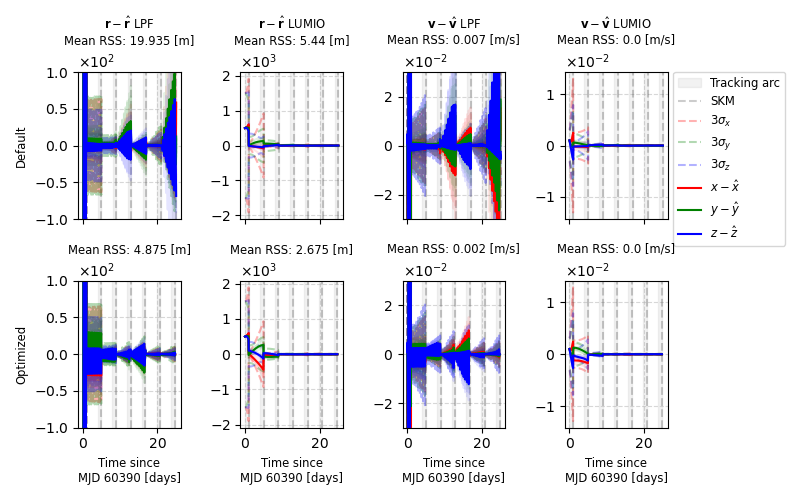 r − r̂ LPF
Mean RSS: 19.935 [m]
r − r̂ LUMIO
Mean RSS: 5.44 [m]
v − v̂ LPF
Mean RSS: 0.007 [m/s]
v − v̂ LUMIO
Mean RSS: 0.0 [m/s]
×10²
×10³
×10⁻²
×10⁻²
Default
1.0
0.5
0.0
−0.5
−1.0
2
1
0
−1
−2
2
0
−2
1
0
−1
Tracking arc
SKM
3σₓ
3σ_y
3σ_z
x − x̂
y − ŷ
z − ẑ
Mean RSS: 4.875 [m]
Mean RSS: 2.675 [m]
Mean RSS: 0.002 [m/s]
Mean RSS: 0.0 [m/s]
×10²
×10³
×10⁻²
×10⁻²
Optimized
1.0
0.5
0.0
−0.5
−1.0
2
1
0
−1
−2
2
0
−2
1
0
−1
0 20
0 20
0 20
0 20
Time since
MJD 60390 [days]
Time since
MJD 60390 [days]
Time since
MJD 60390 [days]
Time since
MJD 60390 [days]